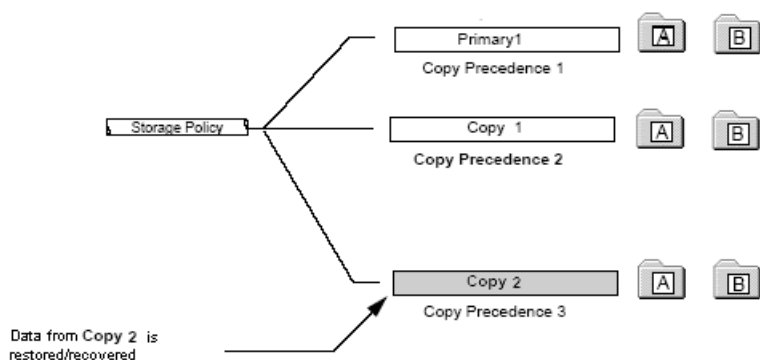 Primary1
A
B
Copy Precedence 1
Storage Policy
Copy 1
A
B
Copy Precedence 2
Copy 2
A
B
Copy Precedence 3
Data from Copy 2 is
restored/recovered